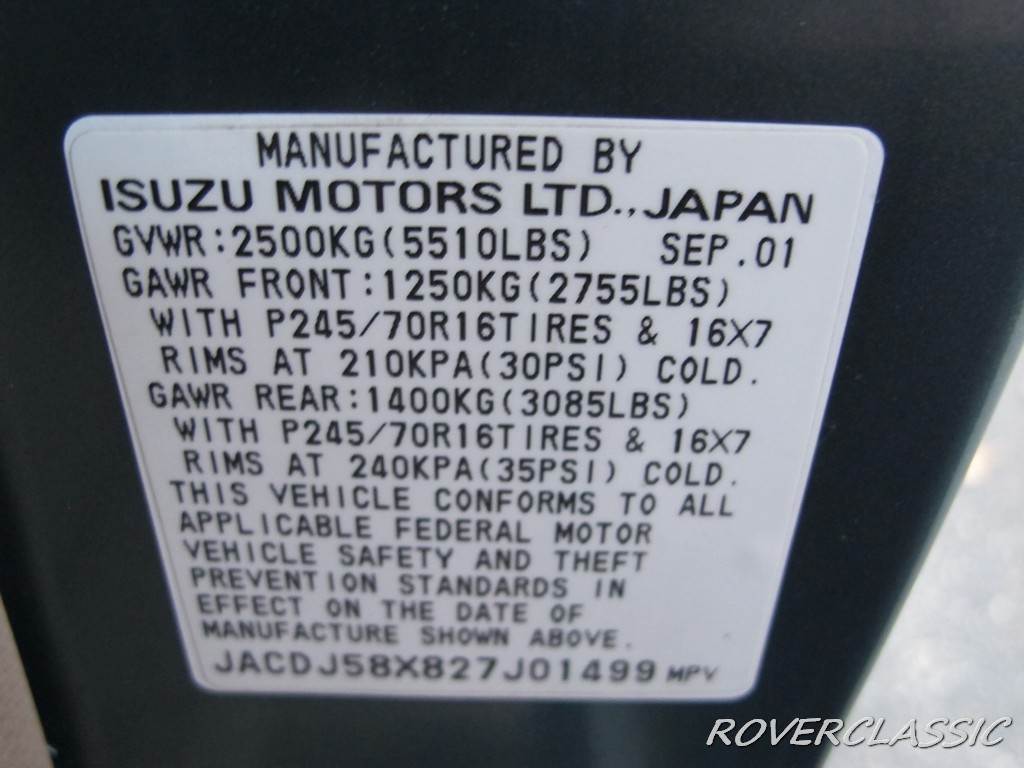 MANUFACTURED BY
ISUZU MOTORS LTD., JAPAN
GVWR:2500KG(5510LBS) SEP.01
GAWR FRONT:1250KG(2755LBS)
WITH P245/70R16TIRES & 16X7
RIMS AT 210KPA(30PSI) COLD.
GAWR REAR:1400KG(3085LBS)
WITH P245/70R16TIRES & 16X7
RIMS AT 240KPA(35PSI) COLD.
THIS VEHICLE CONFORMS TO ALL
APPLICABLE FEDERAL MOTOR
VEHICLE SAFETY AND THEFT
PREVENTION STANDARDS IN
EFFECT ON THE DATE OF
MANUFACTURE SHOWN ABOVE.
JACDJ58X827J01499 MPV
ROVERCLASSIC